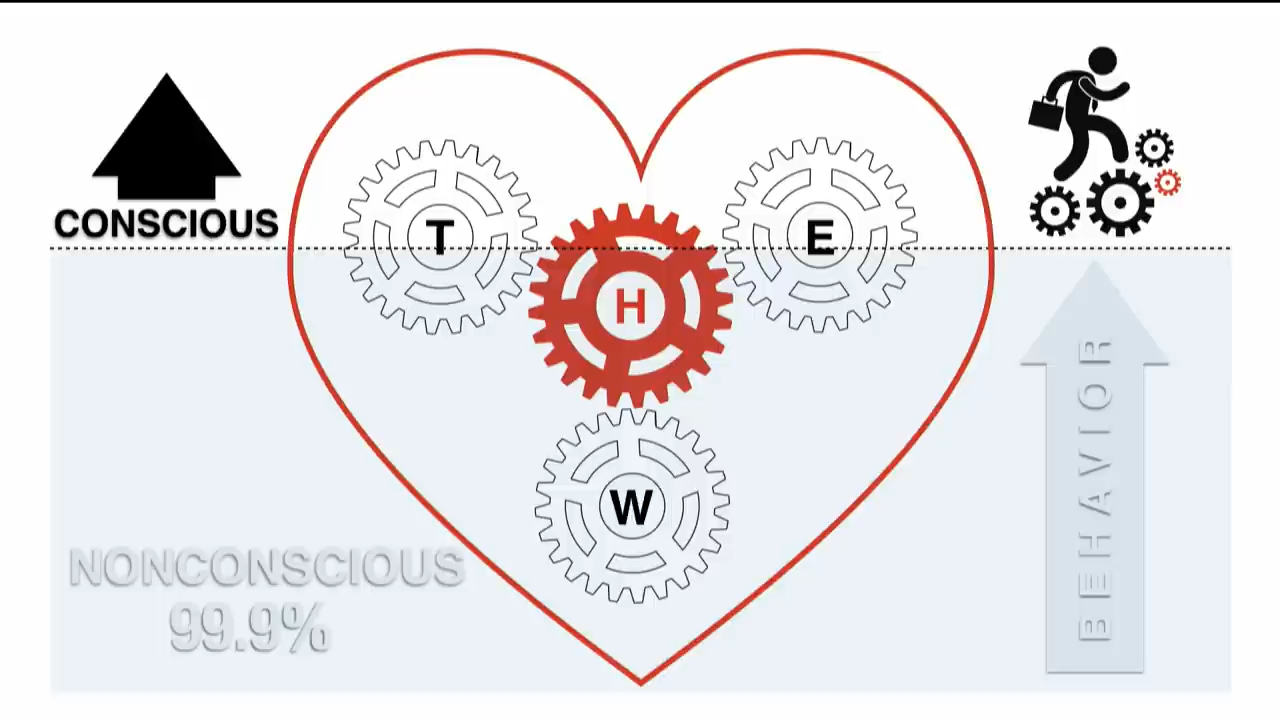 CONSCIOUS
T
E
H
W
NONCONSCIOUS
99.9%
BEHAVIOR